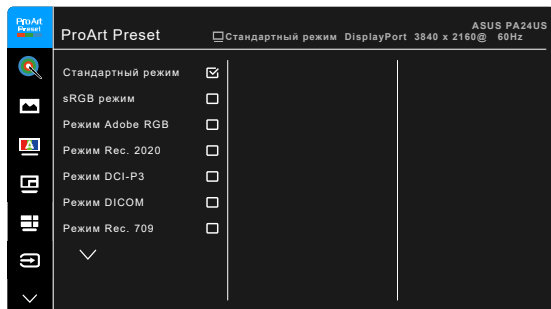 ProArt
Preset
ProArt Preset
ASUS PA24US
Стандартный режим DisplayPort 3840 x 2160@ 60Hz
Стандартный режим
sRGB режим
Режим Adobe RGB
Режим Rec. 2020
Режим DCI-P3
Режим DICOM
Режим Rec. 709
A